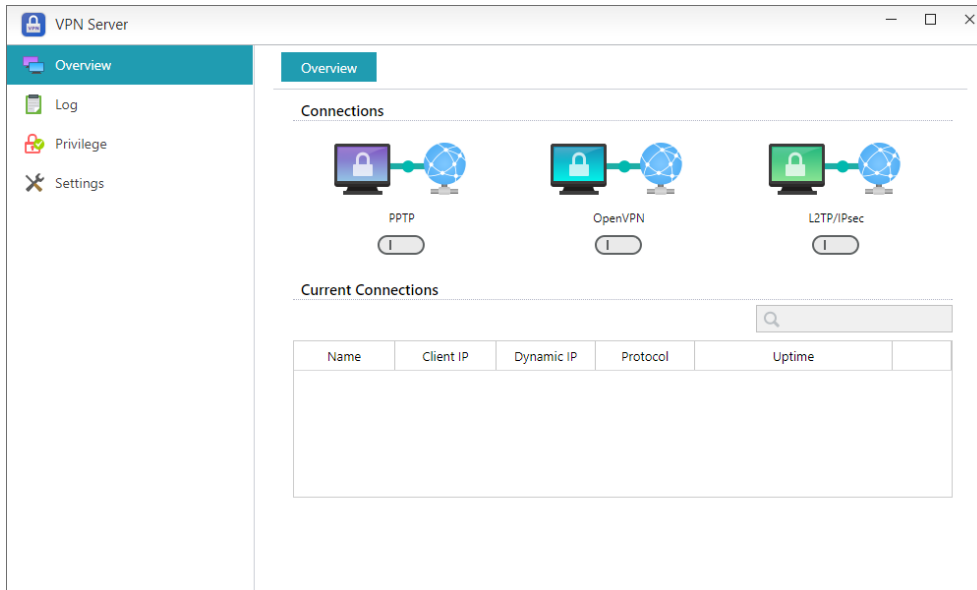 VPN Server
Overview
Log
Privilege
Settings
Overview
Connections
PPTP OpenVPN L2TP/IPsec
Current Connections
Name Client IP Dynamic IP Protocol Uptime